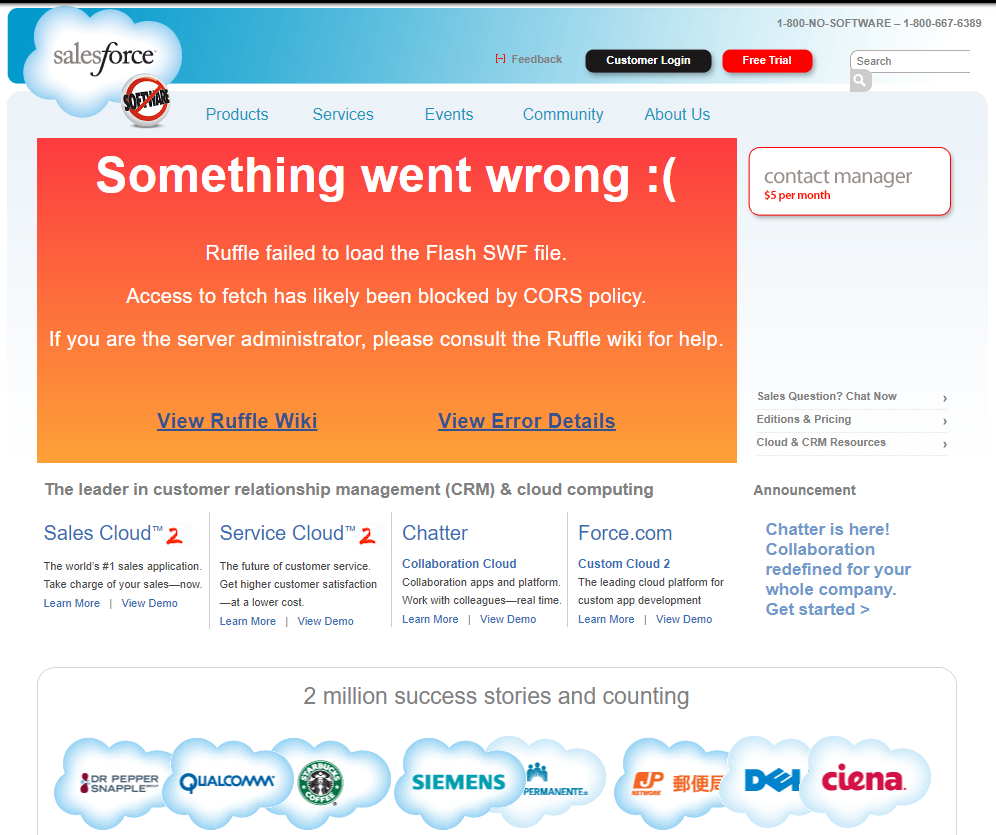 1-800-NO-SOFTWARE – 1-800-667-6389
salesforce
SOFTWARE
Feedback
Customer Login
Free Trial
Search
Products
Services
Events
Community
About Us
Something went wrong :(
Ruffle failed to load the Flash SWF file.
Access to fetch has likely been blocked by CORS policy.
If you are the server administrator, please consult the Ruffle wiki for help.
View Ruffle Wiki
View Error Details
contact manager
$5 per month
Sales Question? Chat Now
Editions & Pricing
Cloud & CRM Resources
The leader in customer relationship management (CRM) & cloud computing
Sales Cloud™ 2
The world's #1 sales application.
Take charge of your sales—now.
Learn More | View Demo
Service Cloud™ 2
The future of customer service.
Get higher customer satisfaction
—at a lower cost.
Learn More | View Demo
Chatter
Collaboration Cloud
Collaboration apps and platform.
Work with colleagues—real time.
Learn More | View Demo
Force.com
Custom Cloud 2
The leading cloud platform for
custom app development
Learn More | View Demo
Announcement
Chatter is here!
Collaboration
redefined for your
whole company.
Get started >
2 million success stories and counting
DR PEPPER
SNAPPLE
QUALCOMM
STARBUCKS
COFFEE
SIEMENS
PERMANENTE®
JP
NETWORK
郵便局
DELL
ciena.